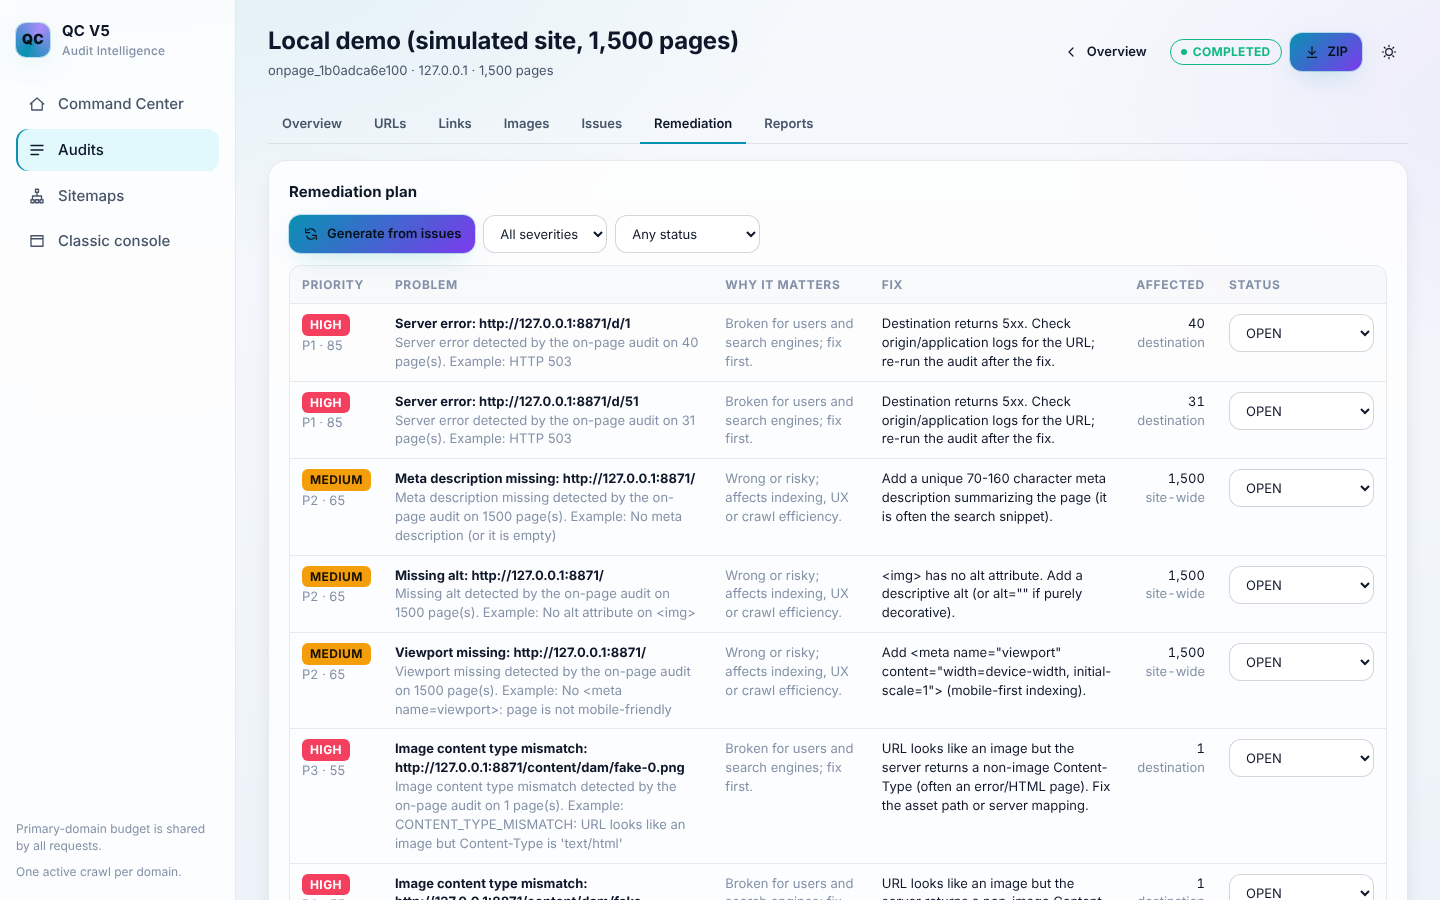 QC
QC V5
Audit Intelligence
Command Center
Audits
Sitemaps
Classic console
Primary-domain budget is shared
by all requests.
One active crawl per domain.
Local demo (simulated site, 1,500 pages)
onpage_1b0adca6e100 · 127.0.0.1 · 1,500 pages
Overview
COMPLETED
ZIP
Overview URLs Links Images Issues Remediation Reports
Remediation plan
Generate from issues
All severities
Any status
PRIORITY PROBLEM WHY IT MATTERS FIX AFFECTED STATUS
HIGH
P1 · 85
Server error: http://127.0.0.1:8871/d/1
Server error detected by the on-page audit on 40
page(s). Example: HTTP 503
Broken for users and
search engines; fix
first.
Destination returns 5xx. Check
origin/application logs for the URL;
re-run the audit after the fix.
40
destination
OPEN
HIGH
P1 · 85
Server error: http://127.0.0.1:8871/d/51
Server error detected by the on-page audit on 31
page(s). Example: HTTP 503
Broken for users and
search engines; fix
first.
Destination returns 5xx. Check
origin/application logs for the URL;
re-run the audit after the fix.
31
destination
OPEN
MEDIUM
P2 · 65
Meta description missing: http://127.0.0.1:8871/
Meta description missing detected by the on-
page audit on 1500 page(s). Example: No meta
description (or it is empty)
Wrong or risky;
affects indexing, UX
or crawl efficiency.
Add a unique 70-160 character meta
description summarizing the page (it
is often the search snippet).
1,500
site-wide
OPEN
MEDIUM
P2 · 65
Missing alt: http://127.0.0.1:8871/
Missing alt detected by the on-page audit on
1500 page(s). Example: No alt attribute on <img>
Wrong or risky;
affects indexing, UX
or crawl efficiency.
<img> has no alt attribute. Add a
descriptive alt (or alt="" if purely
decorative).
1,500
site-wide
OPEN
MEDIUM
P2 · 65
Viewport missing: http://127.0.0.1:8871/
Viewport missing detected by the on-page audit
on 1500 page(s). Example: No <meta
name=viewport>: page is not mobile-friendly
Wrong or risky;
affects indexing, UX
or crawl efficiency.
Add <meta name="viewport"
content="width=device-width, initial-
scale=1"> (mobile-first indexing).
1,500
site-wide
OPEN
HIGH
P3 · 55
Image content type mismatch:
http://127.0.0.1:8871/content/dam/fake-0.png
Image content type mismatch detected by the
on-page audit on 1 page(s). Example:
CONTENT_TYPE_MISMATCH: URL looks like an
image but Content-Type is 'text/html'
Broken for users and
search engines; fix
first.
URL looks like an image but the
server returns a non-image Content-
Type (often an error/HTML page). Fix
the asset path or server mapping.
1
destination
OPEN
HIGH
Image content type mismatch:
Broken for users and
URL looks like an image but the
1
OPEN